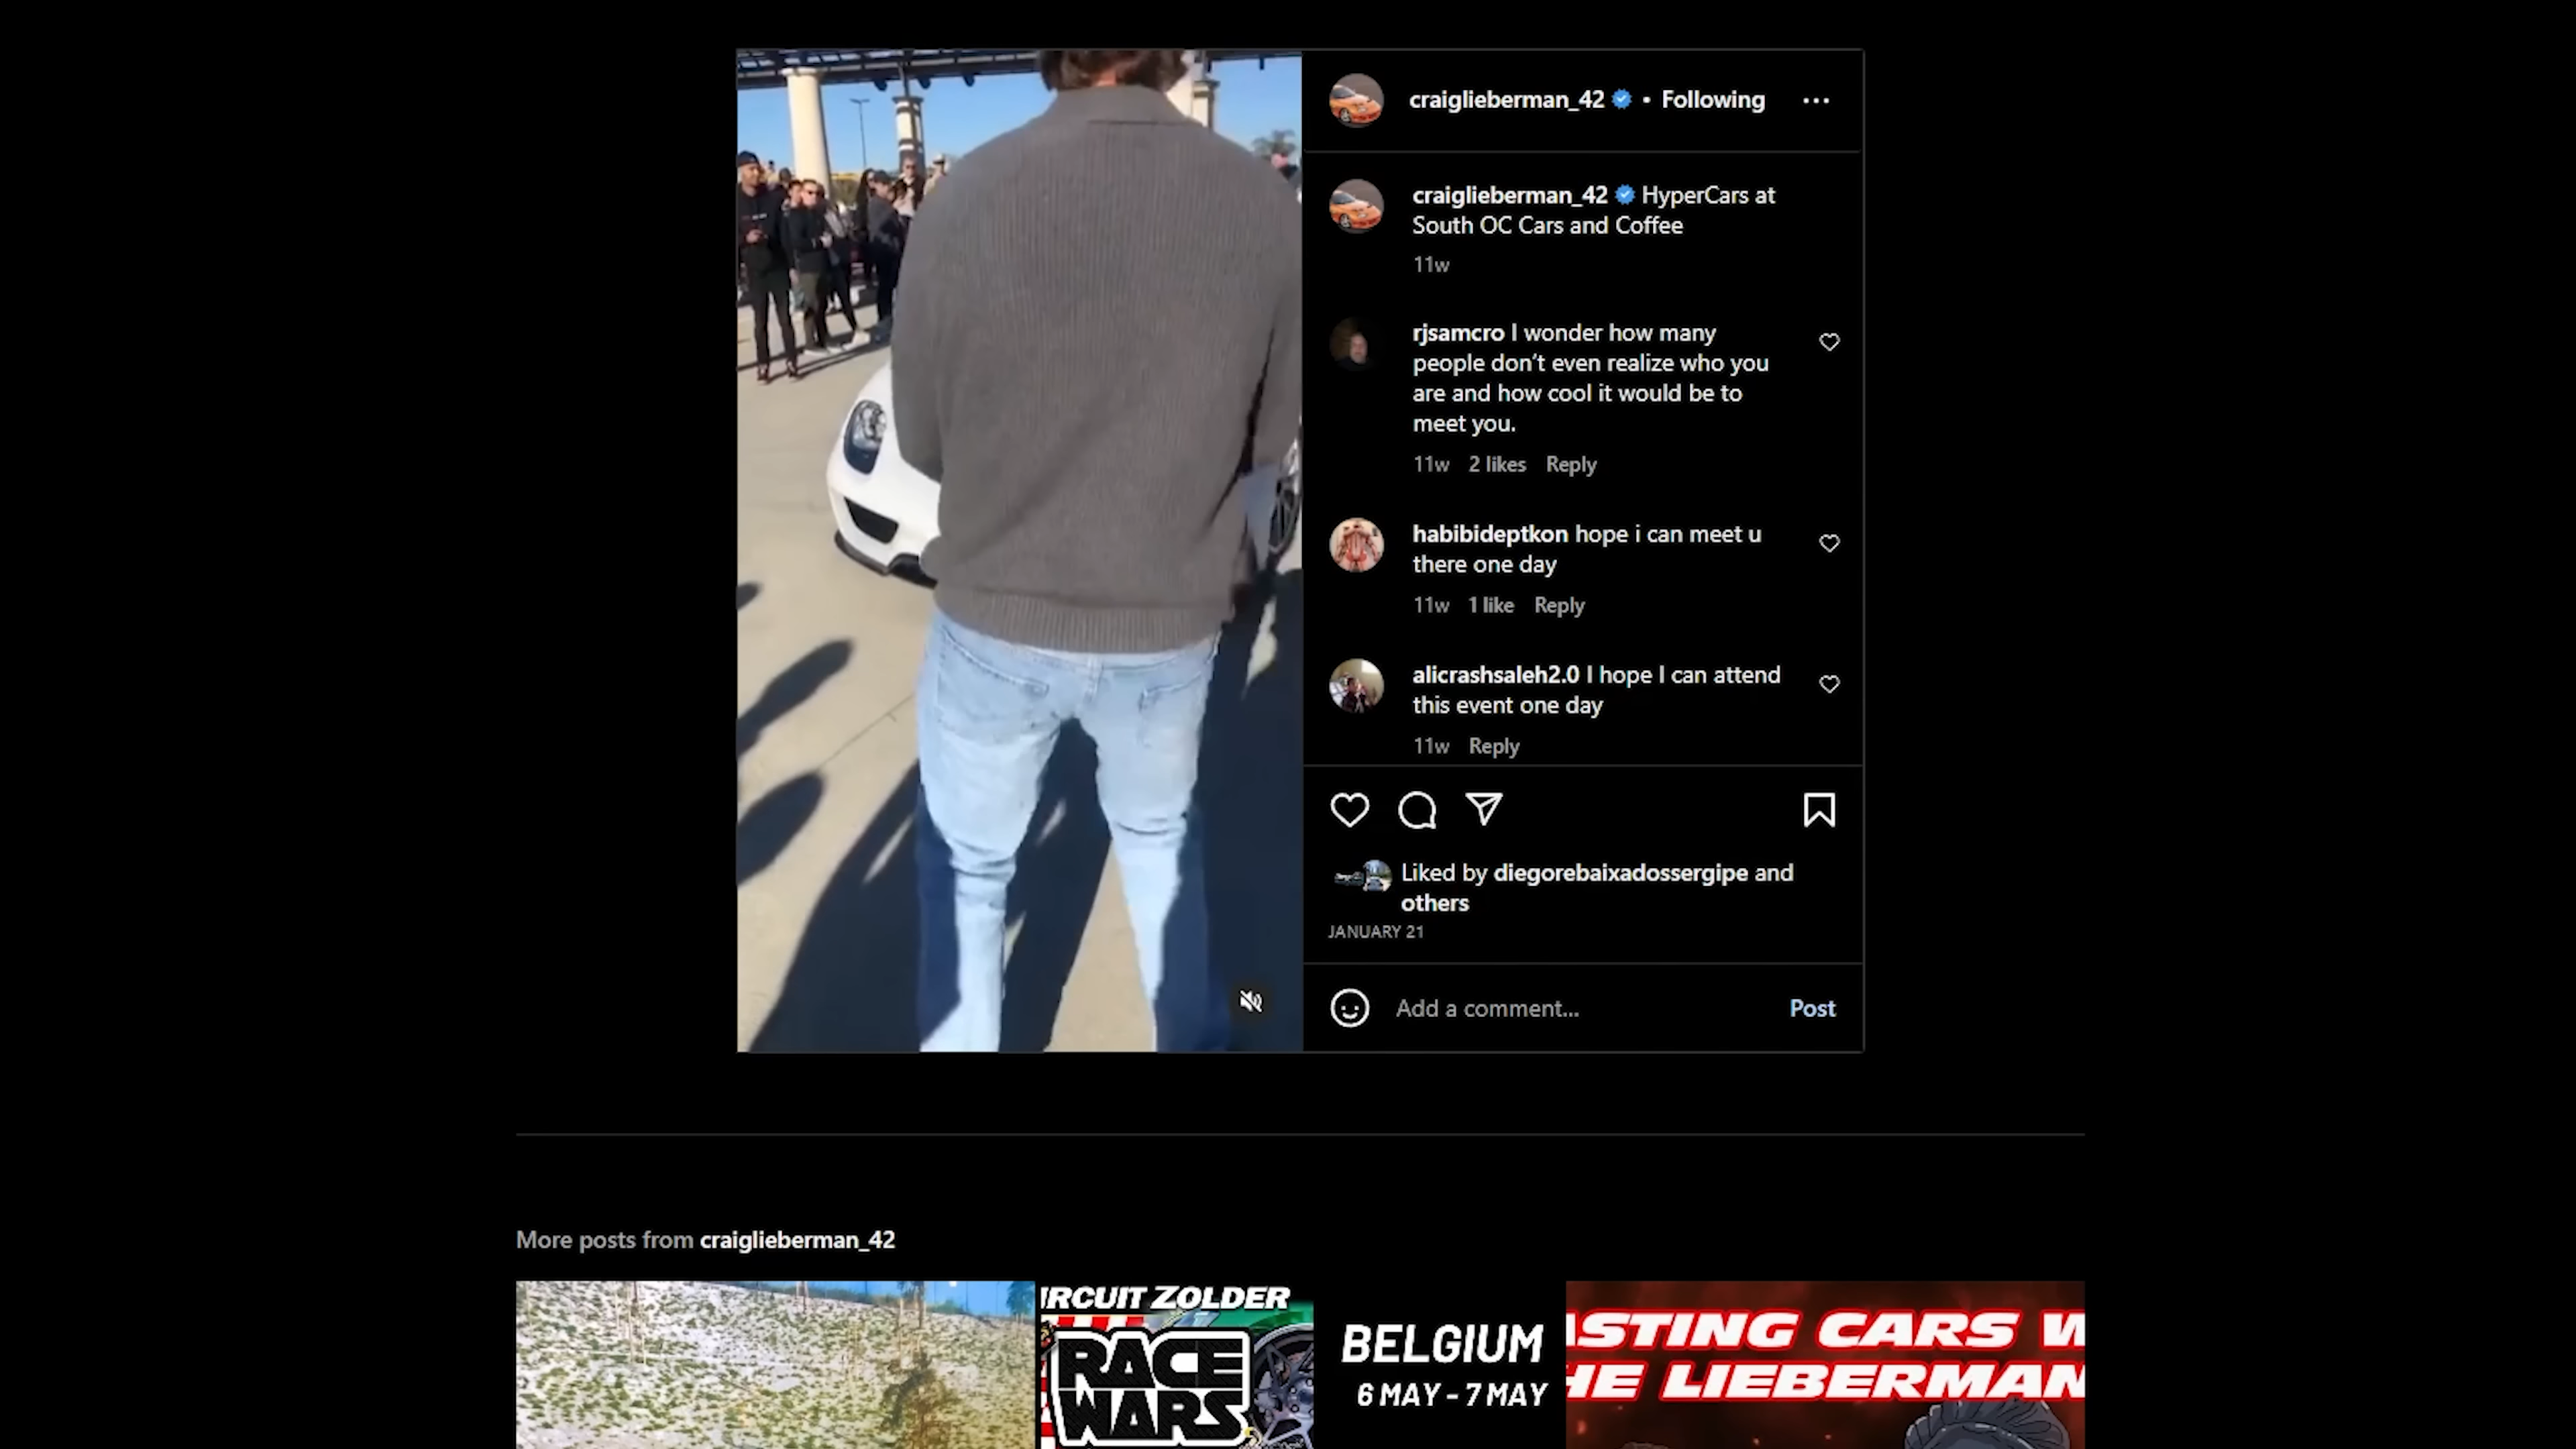 craiglieberman_42 • Following
craiglieberman_42 HyperCars at
South OC Cars and Coffee
11w
rjsamcro I wonder how many
people don’t even realize who you
are and how cool it would be to
meet you.
11w 2 likes Reply
habibideptkon hope i can meet u
there one day
11w 1 like Reply
alicrashsaleh2.0 I hope I can attend
this event one day
11w Reply
Liked by diegorebaixadossergipe and
others
JANUARY 21
Add a comment... Post
More posts from craiglieberman_42
IRCUIT ZOLDER
RACE
WARS
BELGIUM
6 MAY - 7 MAY
ASTING CARS W
HE LIEBERMAN